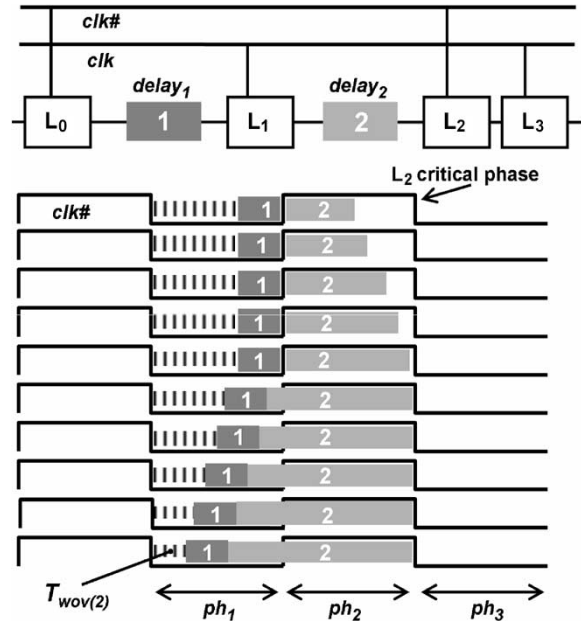 clk#
clk
delay1 delay2
L0 1 L1 2 L2 L3
L2 critical phase
clk# 1 2
1 2
1 2
1 2
1 2
1 2
1 2
1 2
1 2
1 2
Twov(2) ph1 ph2 ph3